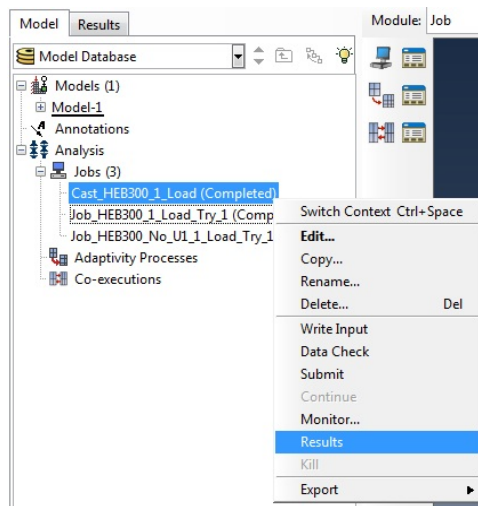 Model Results
Module: Job
Model Database
Models (1)
Model-1
Annotations
Analysis
Jobs (3)
Cast_HEB300_1_Load (Completed)
Job_HEB300_1_Load_Try_1 (Comp
Job_HEB300_No_U1_1_Load_Try_1
Adaptivity Processes
Co-executions
Switch Context Ctrl+Space
Edit...
Copy...
Rename...
Delete... Del
Write Input
Data Check
Submit
Continue
Monitor...
Results
Kill
Export